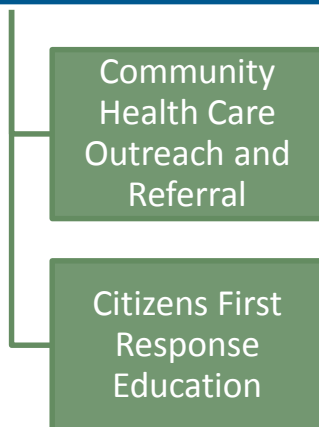 Community
Health Care
Outreach and
Referral
Citizens First
Response
Education